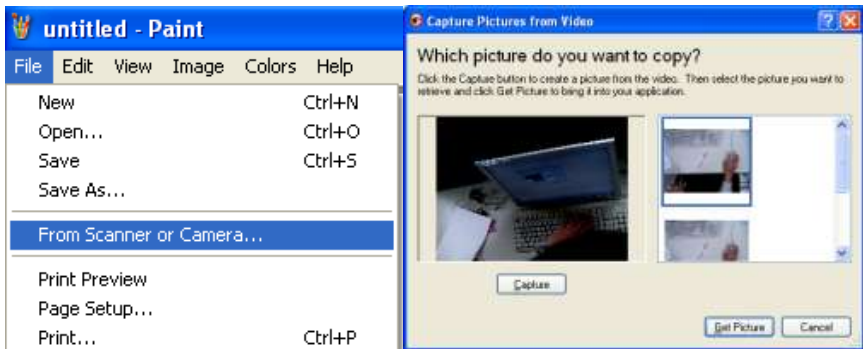 untitled - Paint
File Edit View Image Colors Help
New Ctrl+N
Open... Ctrl+O
Save Ctrl+S
Save As...
From Scanner or Camera...
Print Preview
Page Setup...
Print... Ctrl+P
Capture Pictures from Video
Which picture do you want to copy?
Click the Capture button to create a picture from the video. Then select the picture you want to
retrieve and click Get Picture to bring it into your application.
Capture
Get Picture Cancel